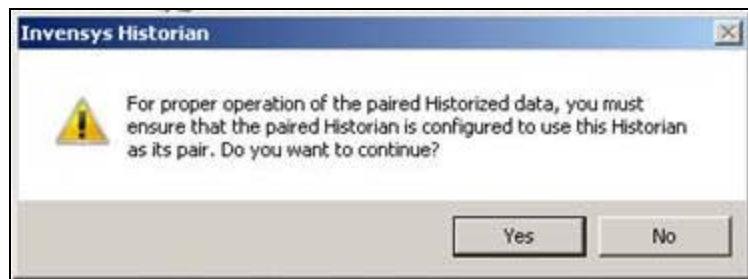 Invensys Historian
For proper operation of the paired Historized data, you must
ensure that the paired Historian is configured to use this Historian
as its pair. Do you want to continue?
Yes No